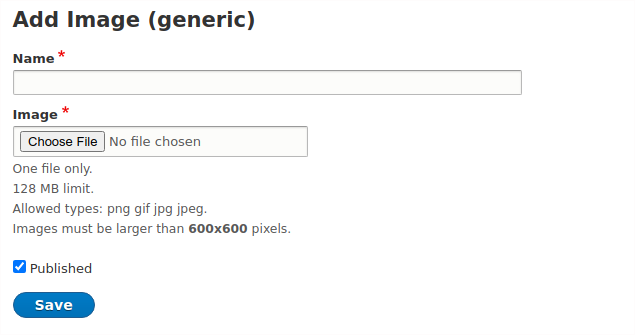 Add Image (generic)
Name *
Image *
Choose File No file chosen
One file only.
128 MB limit.
Allowed types: png gif jpg jpeg.
Images must be larger than 600x600 pixels.
Published
Save